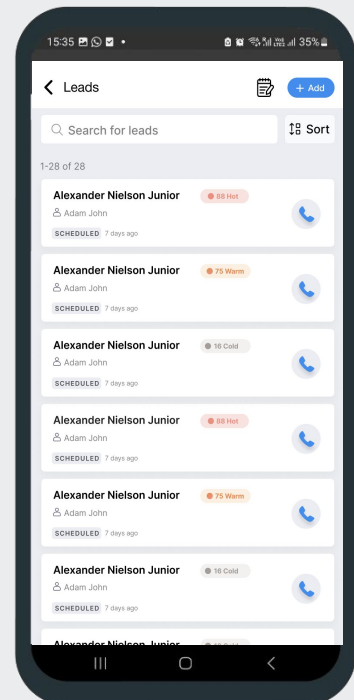 15:35 35%
Leads + Add
Search for leads Sort
1-28 of 28
Alexander Nielson Junior 88 Hot
Adam John
SCHEDULED 7 days ago
Alexander Nielson Junior 75 Warm
Adam John
SCHEDULED 7 days ago
Alexander Nielson Junior 16 Cold
Adam John
SCHEDULED 7 days ago
Alexander Nielson Junior 88 Hot
Adam John
SCHEDULED 7 days ago
Alexander Nielson Junior 75 Warm
Adam John
SCHEDULED 7 days ago
Alexander Nielson Junior 16 Cold
Adam John
SCHEDULED 7 days ago
Alexander Nielson Junior